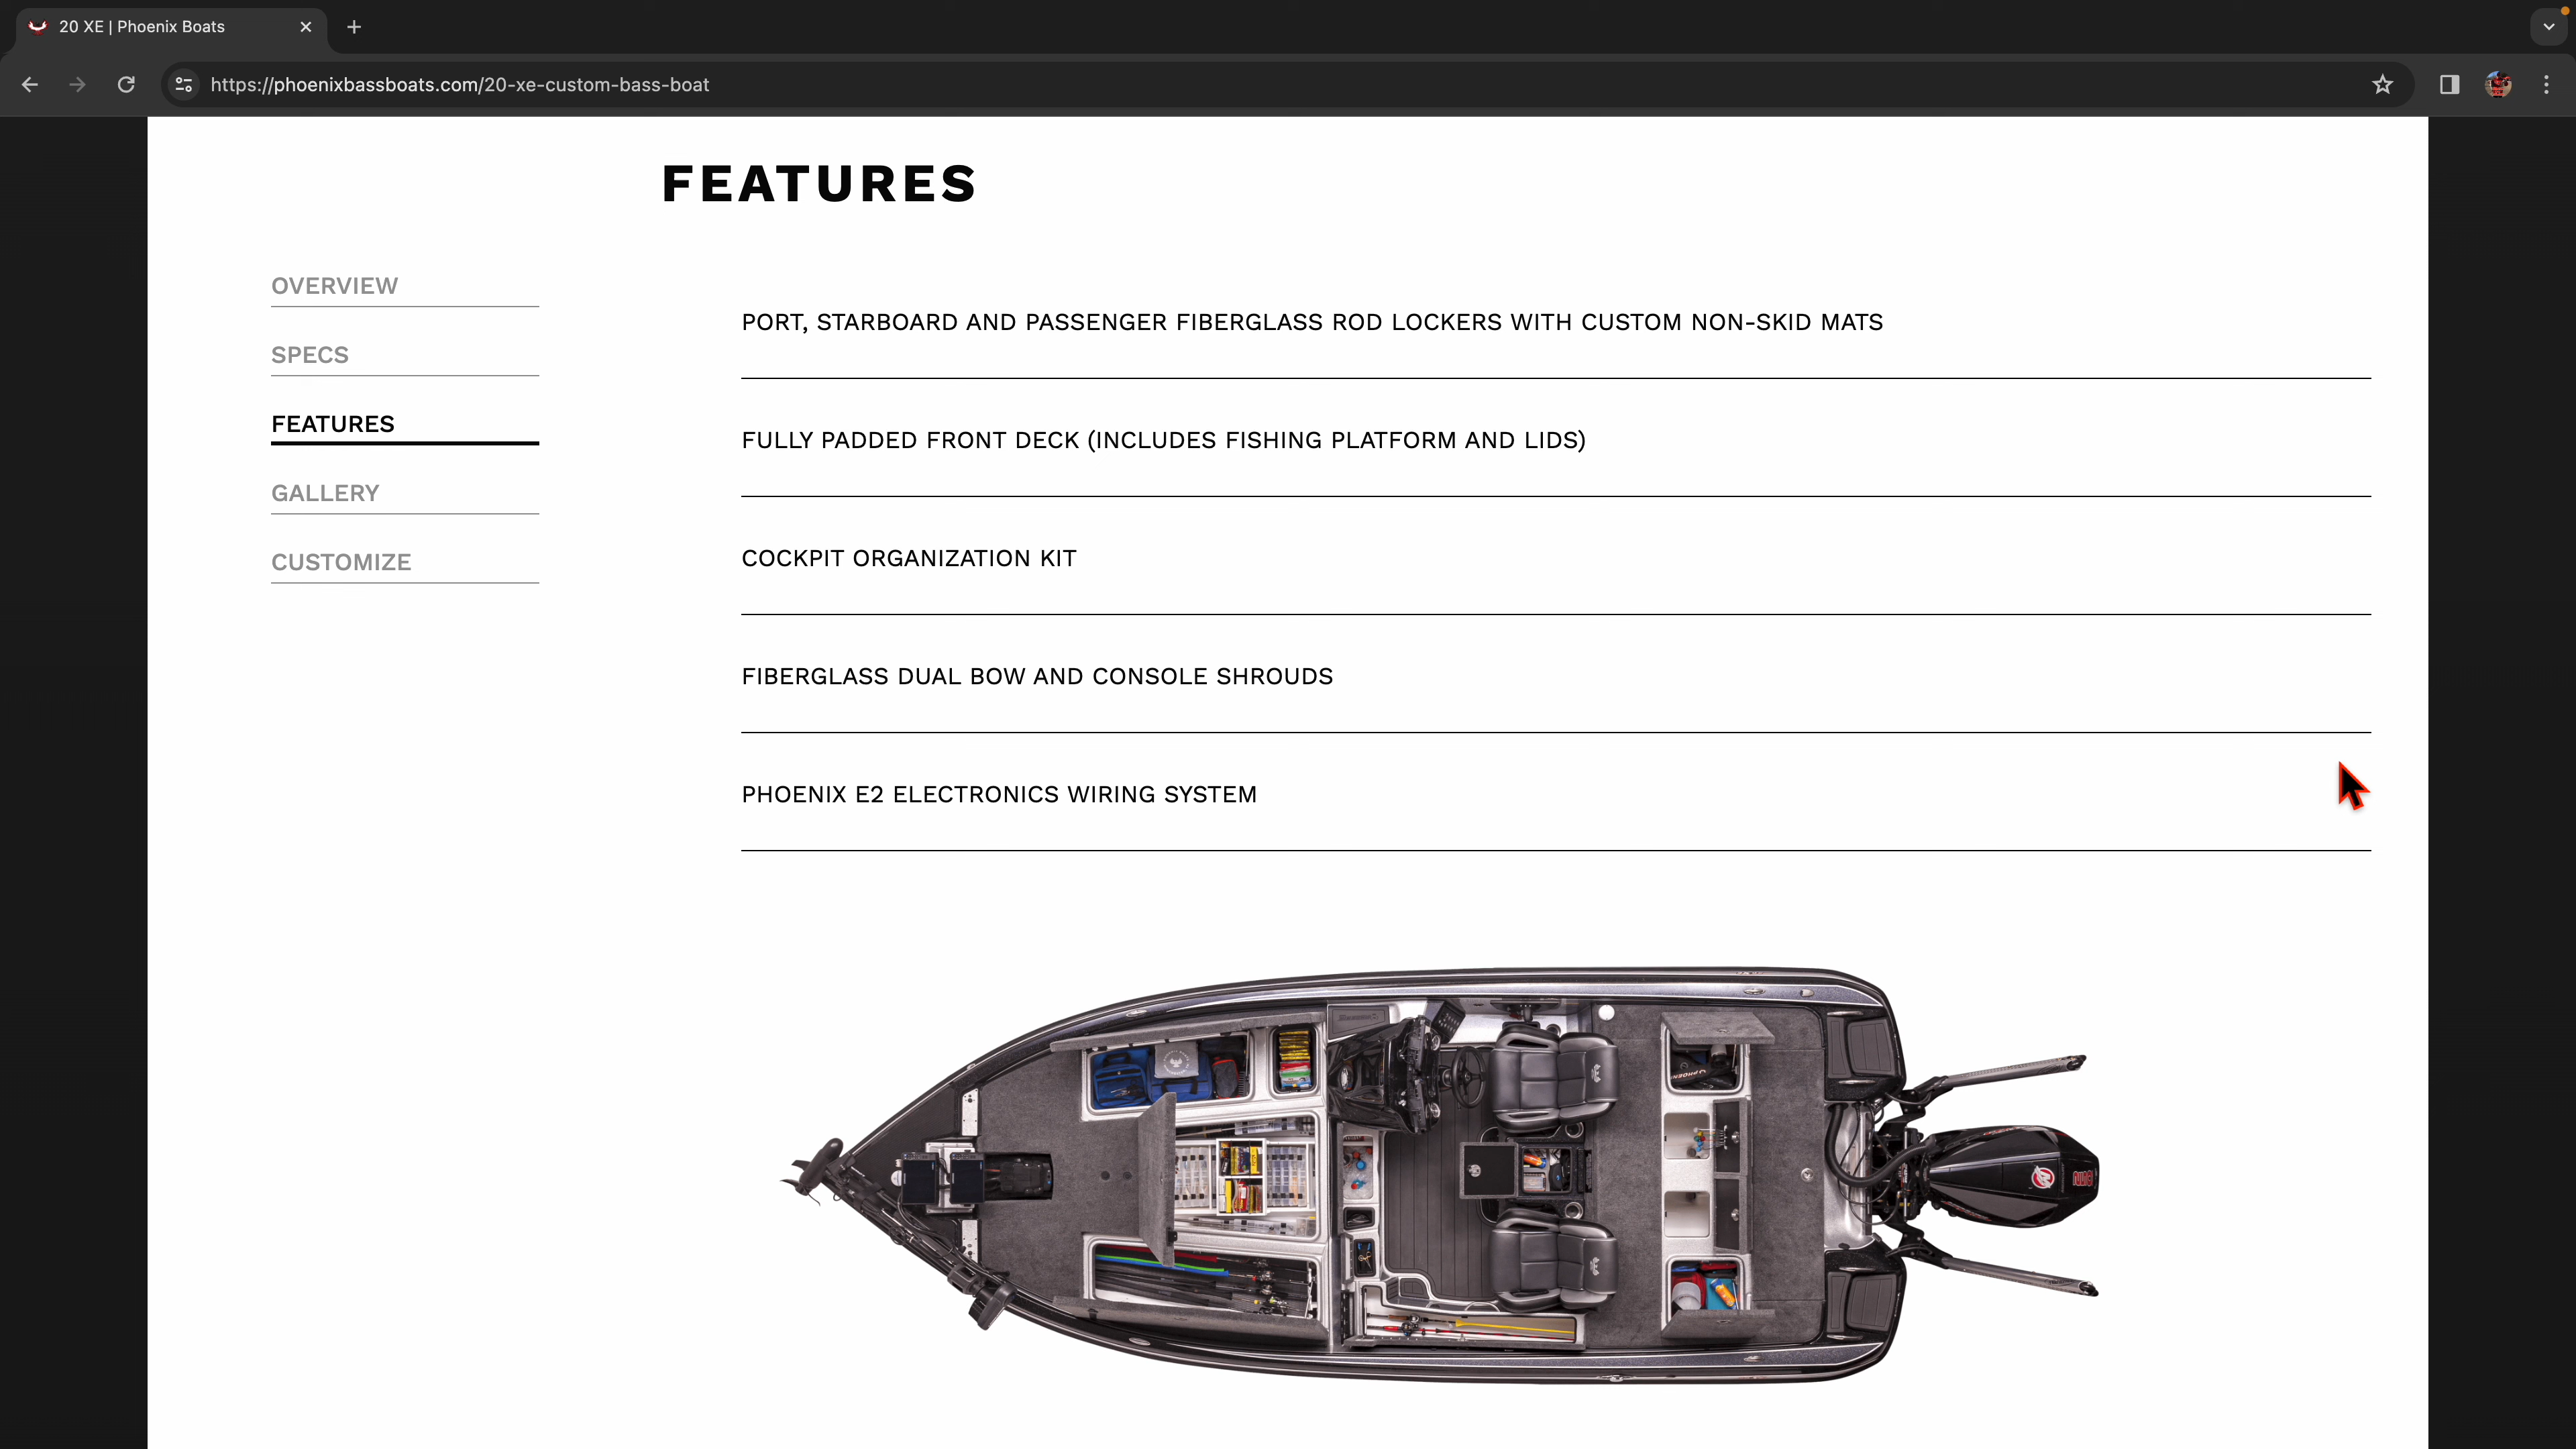 20 XE | Phoenix Boats
https://phoenixbassboats.com/20-xe-custom-bass-boat
FEATURES
OVERVIEW
SPECS
FEATURES
GALLERY
CUSTOMIZE
PORT, STARBOARD AND PASSENGER FIBERGLASS ROD LOCKERS WITH CUSTOM NON-SKID MATS
FULLY PADDED FRONT DECK (INCLUDES FISHING PLATFORM AND LIDS)
COCKPIT ORGANIZATION KIT
FIBERGLASS DUAL BOW AND CONSOLE SHROUDS
PHOENIX E2 ELECTRONICS WIRING SYSTEM